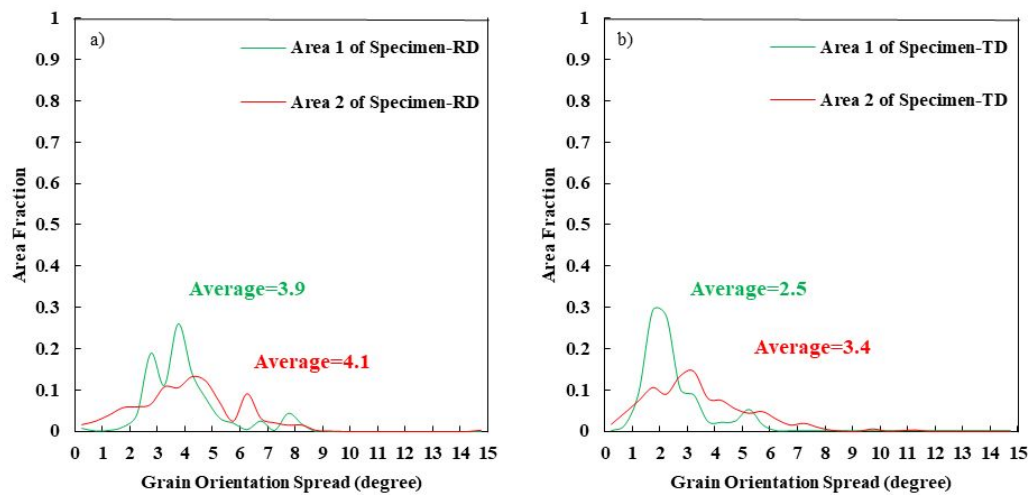 a)
Area 1 of Specimen-RD
Area 2 of Specimen-RD
Average=3.9
Average=4.1
Area Fraction
1
0.9
0.8
0.7
0.6
0.5
0.4
0.3
0.2
0.1
0
0 1 2 3 4 5 6 7 8 9 10 11 12 13 14 15
Grain Orientation Spread (degree)
b)
Area 1 of Specimen-TD
Area 2 of Specimen-TD
Average=2.5
Average=3.4
Area Fraction
1
0.9
0.8
0.7
0.6
0.5
0.4
0.3
0.2
0.1
0
0 1 2 3 4 5 6 7 8 9 10 11 12 13 14 15
Grain Orientation Spread (degree)